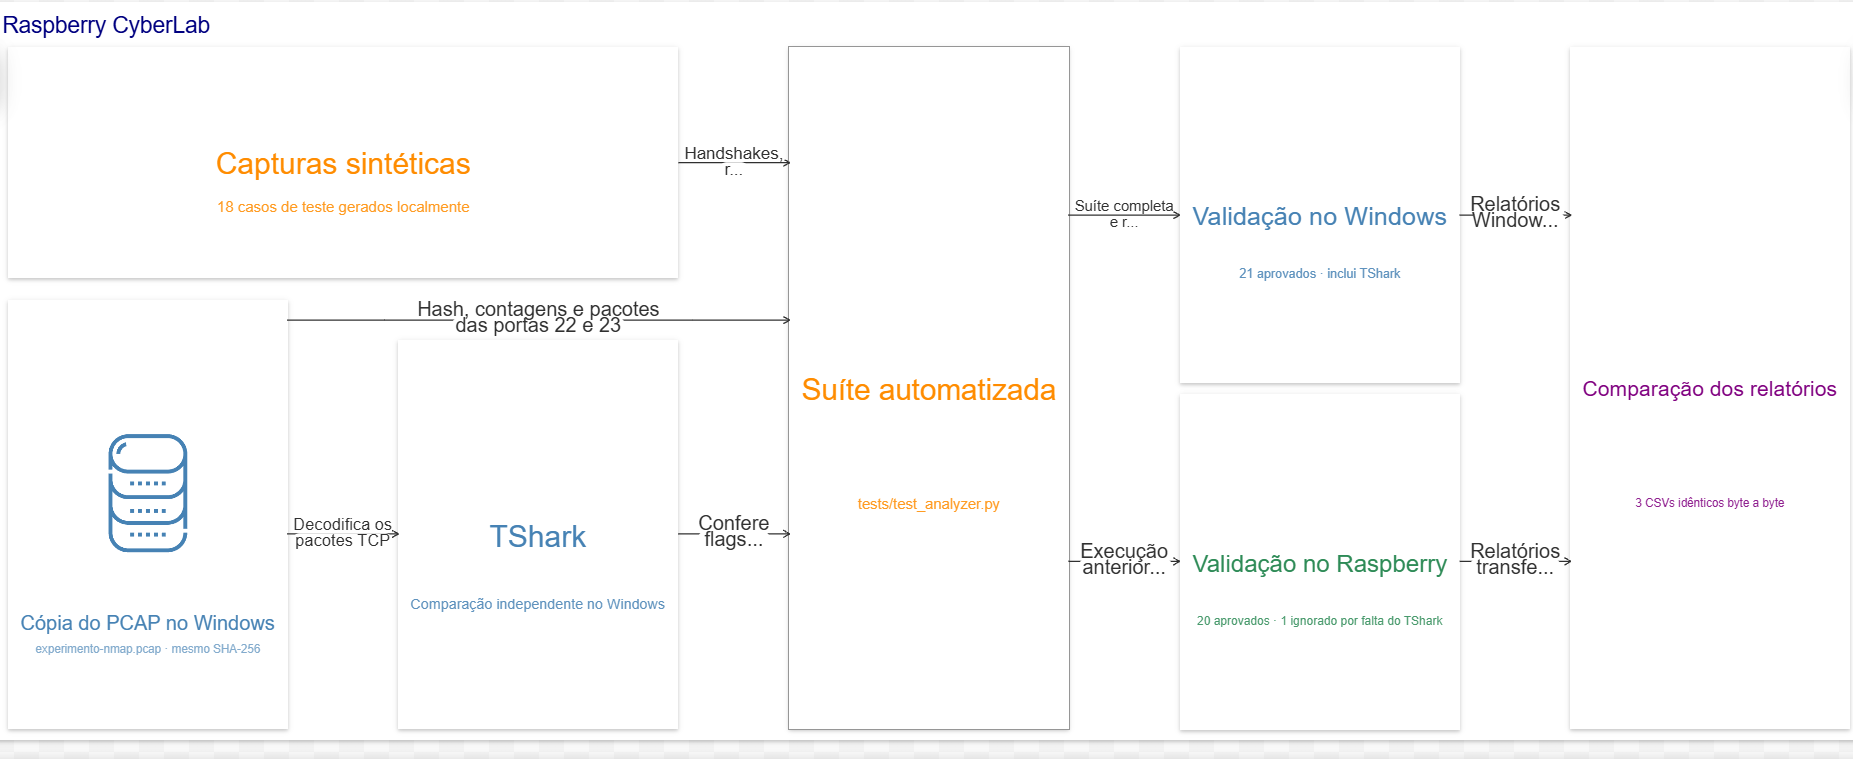 Raspberry CyberLab
Capturas sintéticas
18 casos de teste gerados localmente
Handshakes,
r...
Hash, contagens e pacotes
das portas 22 e 23
Cópia do PCAP no Windows
experimento-nmap.pcap · mesmo SHA-256
Decodifica os
pacotes TCP
TShark
Comparação independente no Windows
Confere
flags...
Suíte automatizada
tests/test_analyzer.py
Suíte completa
e r...
Validação no Windows
21 aprovados · inclui TShark
Relatórios
Window...
Execução
anterior...
Validação no Raspberry
20 aprovados · 1 ignorado por falta do TShark
Relatórios
transfe...
Comparação dos relatórios
3 CSVs idênticos byte a byte